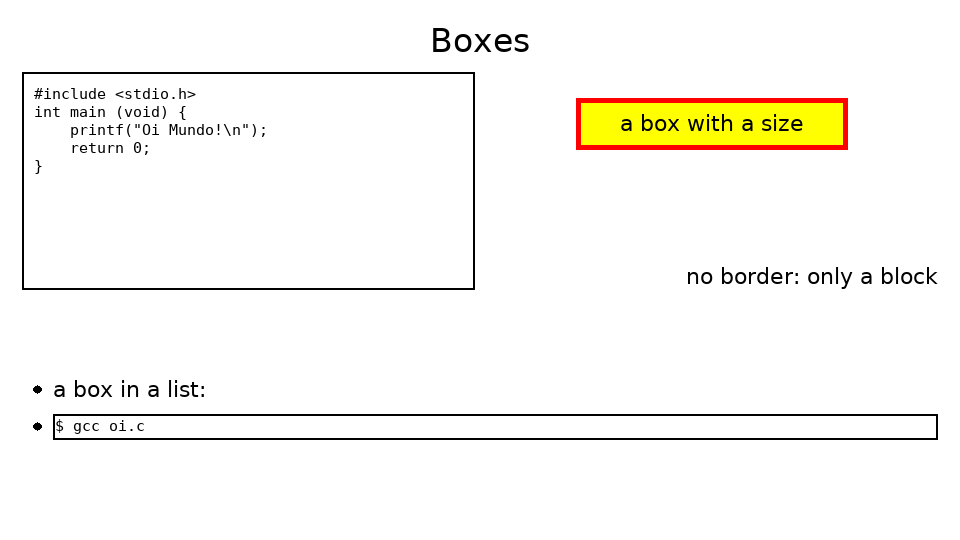 Boxes
#include <stdio.h>
int main (void) {
    printf("Oi Mundo!\n");
    return 0;
}
a box with a size
no border: only a block
• a box in a list:
• $ gcc oi.c